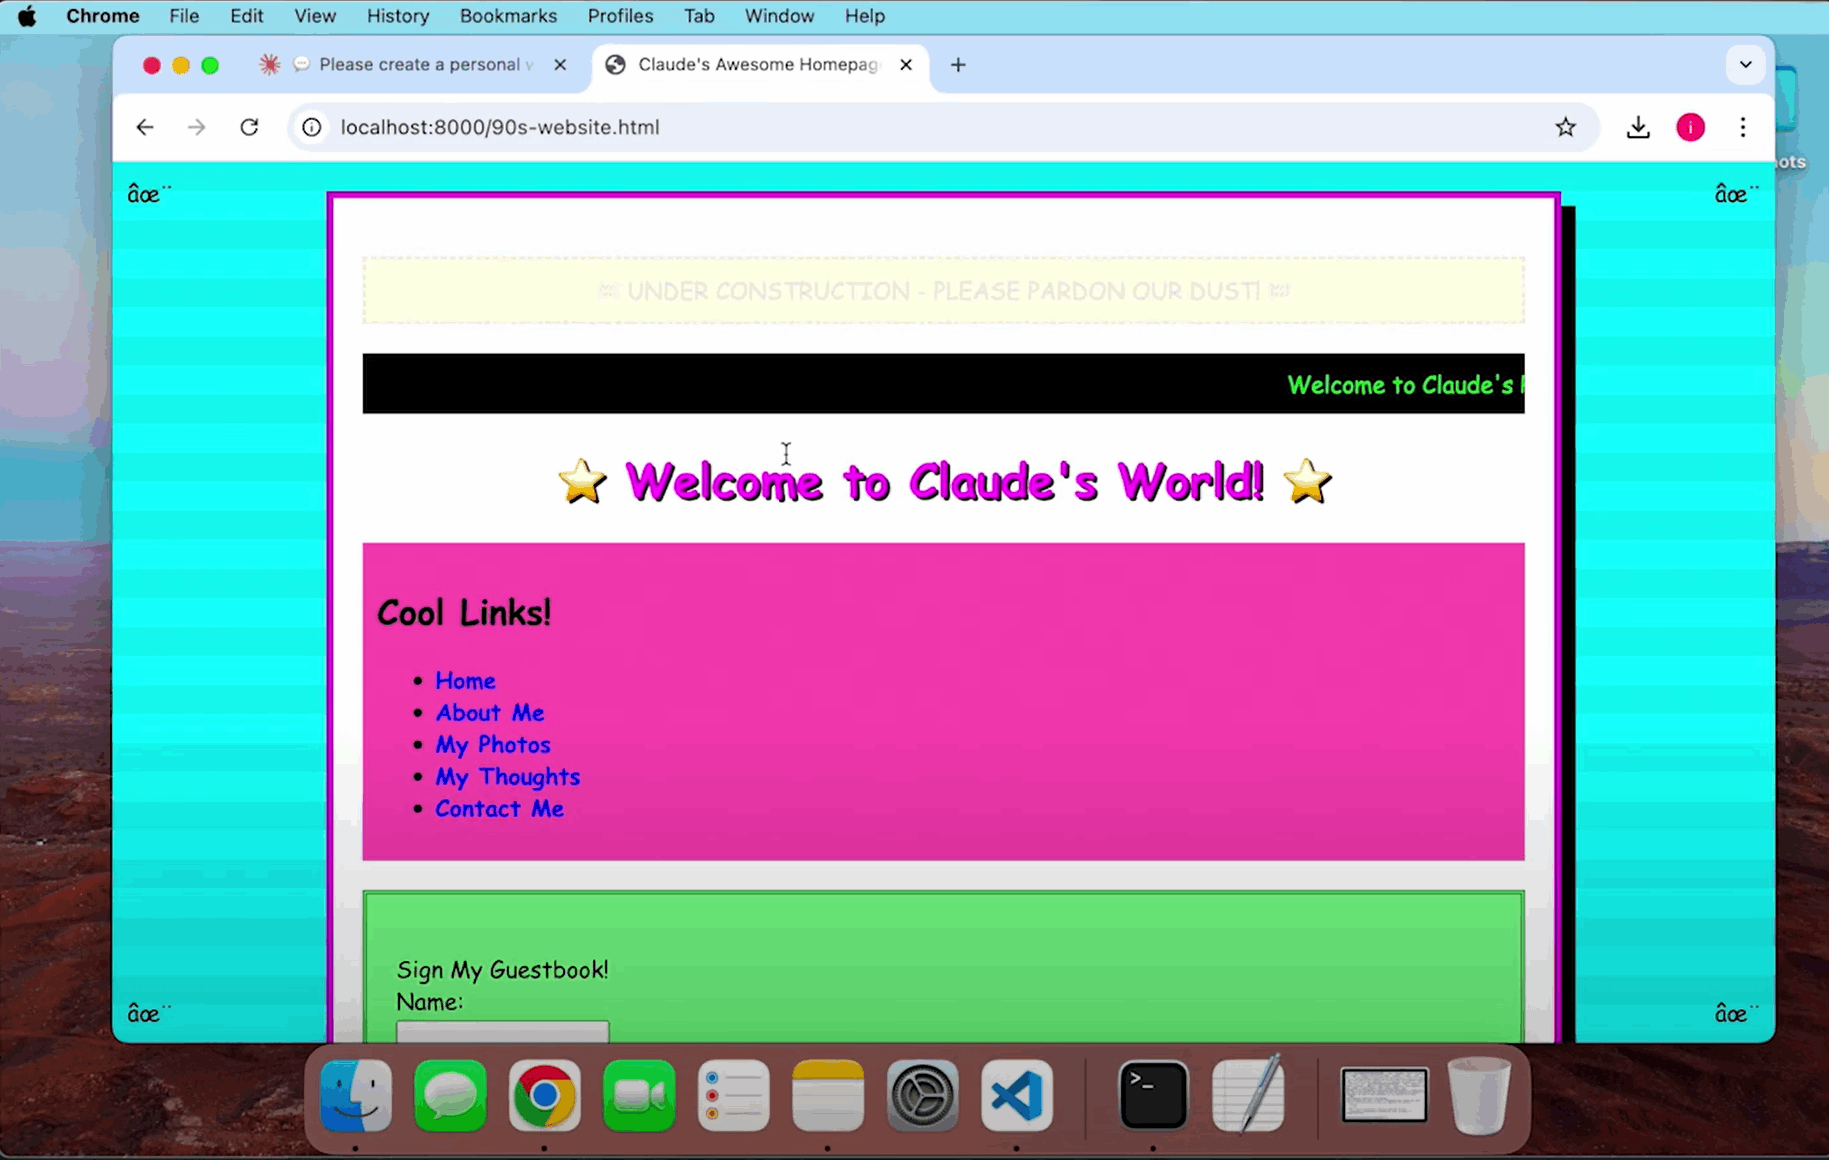 Chrome File Edit View History Bookmarks Profiles Tab Window Help
Please create a personal
Claude's Awesome Homepag
localhost:8000/90s-website.html
ots
âœ¨ âœ¨
UNDER CONSTRUCTION - PLEASE PARDON OUR DUST!
Welcome to Claude's
Welcome to Claude's World!
Cool Links!
Home
About Me
My Photos
My Thoughts
Contact Me
Sign My Guestbook!
Name:
âœ¨ âœ¨